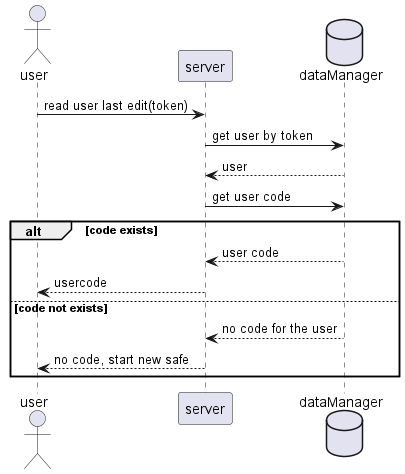 user
server
dataManager
read user last edit(token)
get user by token
user
get user code
alt [code exists]
user code
usercode
[code not exists]
no code for the user
no code, start new safe
user
server
dataManager